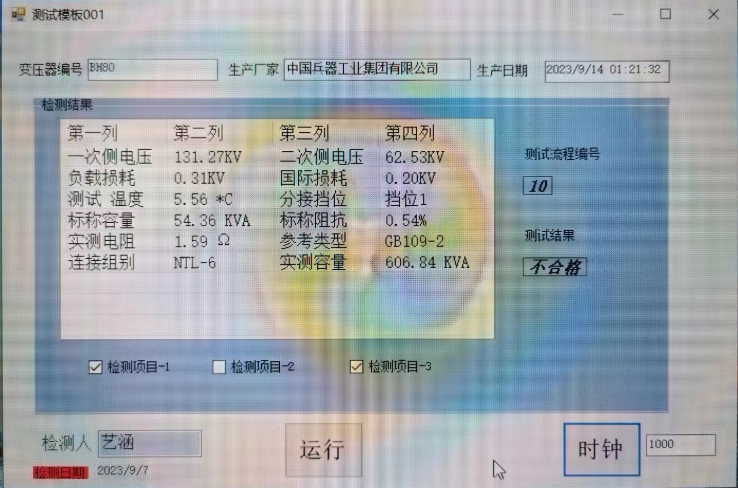 测试模板001
变压器编号 BH80 生产厂家 中国兵器工业集团有限公司 生产日期 2023/9/14 01:21:32
检测结果
第一列 第二列 第三列 第四列
一次侧电压 131.27KV 二次侧电压 62.53KV
负载损耗 0.31KV 国际损耗 0.20KV
测试 温度 5.56 *C 分接挡位 挡位1
标称容量 54.36 KVA 标称阻抗 0.54%
实测电阻 1.59 Ω 参考类型 GB109-2
连接组别 NTL-6 实测容量 606.84 KVA
测试流程编号
10
测试结果
不合格
检测项目-1 检测项目-2 检测项目-3
检测人 艺涵 运行 时钟 1000
检测日期 2023/9/7